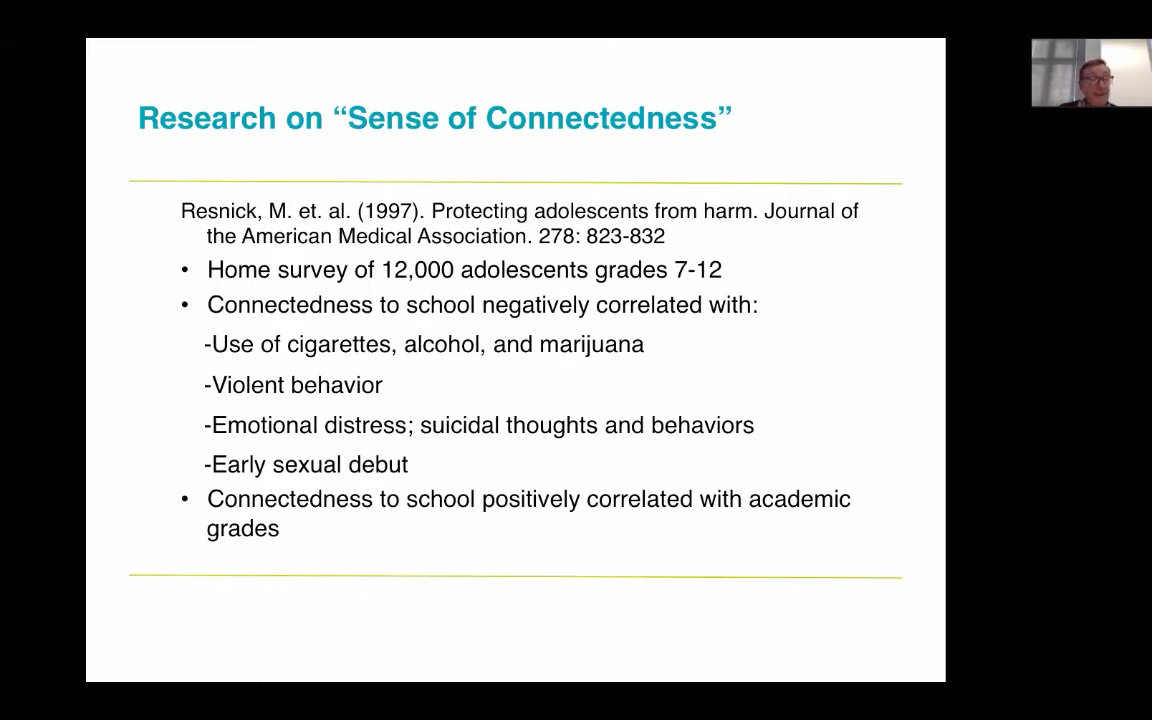 Research on “Sense of Connectedness”
Resnick, M. et. al. (1997). Protecting adolescents from harm. Journal of
the American Medical Association. 278: 823-832
• Home survey of 12,000 adolescents grades 7-12
• Connectedness to school negatively correlated with:
-Use of cigarettes, alcohol, and marijuana
-Violent behavior
-Emotional distress; suicidal thoughts and behaviors
-Early sexual debut
• Connectedness to school positively correlated with academic
grades